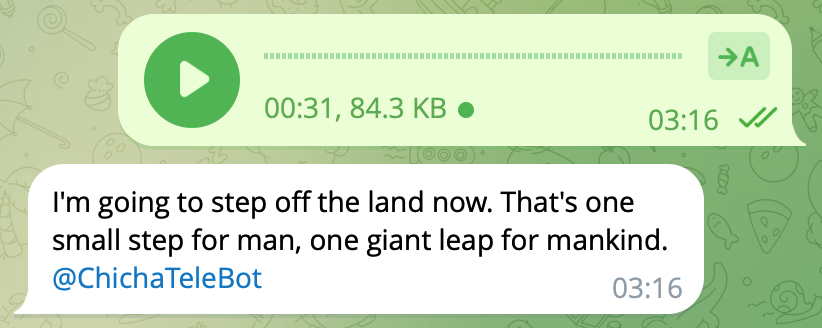 →A
00:31, 84.3 KB
03:16
I'm going to step off the land now. That's one
small step for man, one giant leap for mankind.
@ChichaTeleBot
03:16